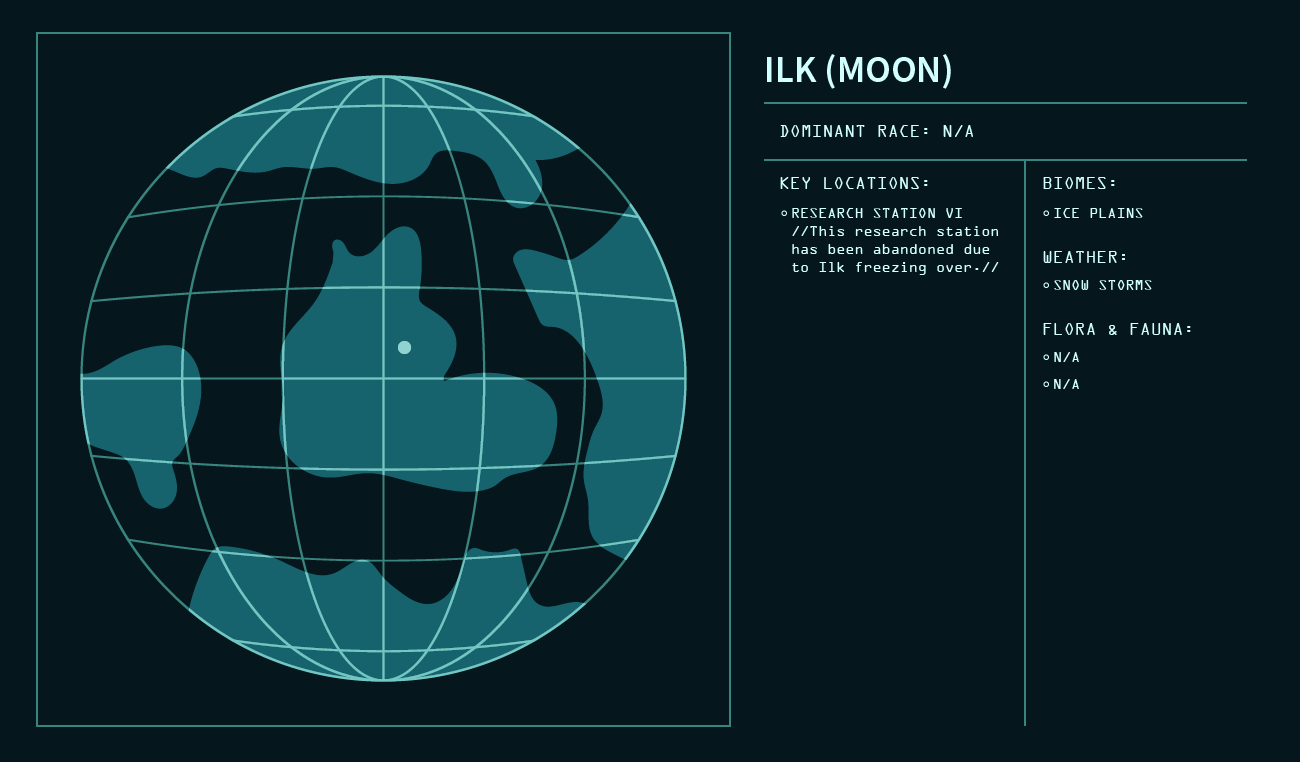 ILK (MOON)
DOMINANT RACE: N/A
KEY LOCATIONS:
RESEARCH STATION VI
//This research station
has been abandoned due
to Ilk freezing over.//
BIOMES:
ICE PLAINS
WEATHER:
SNOW STORMS
FLORA & FAUNA:
N/A
N/A